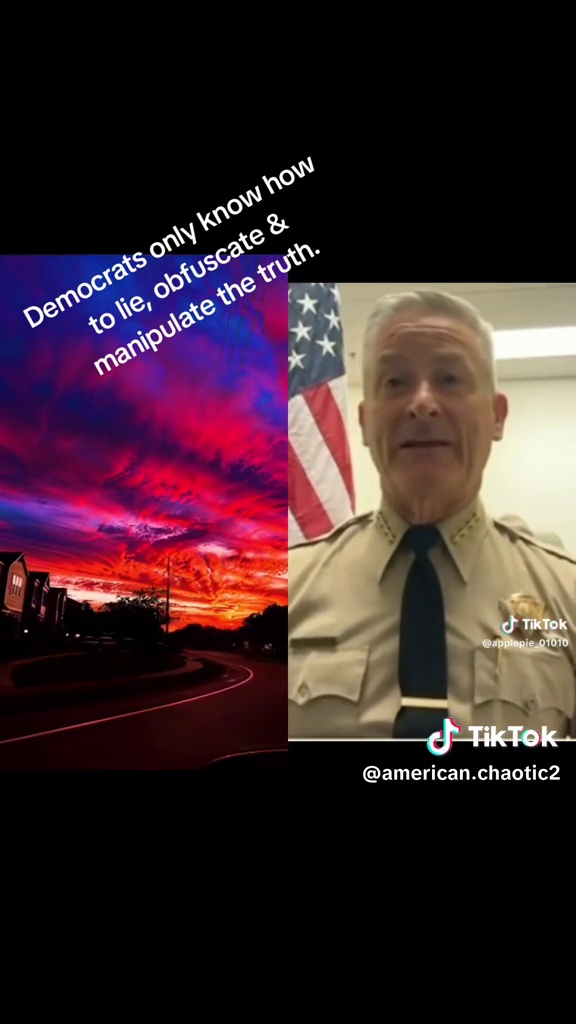 Democrats only know how
to lie, obfuscate &
manipulate the truth.
TikTok
@applepie_01010
TikTok
@american.chaotic2